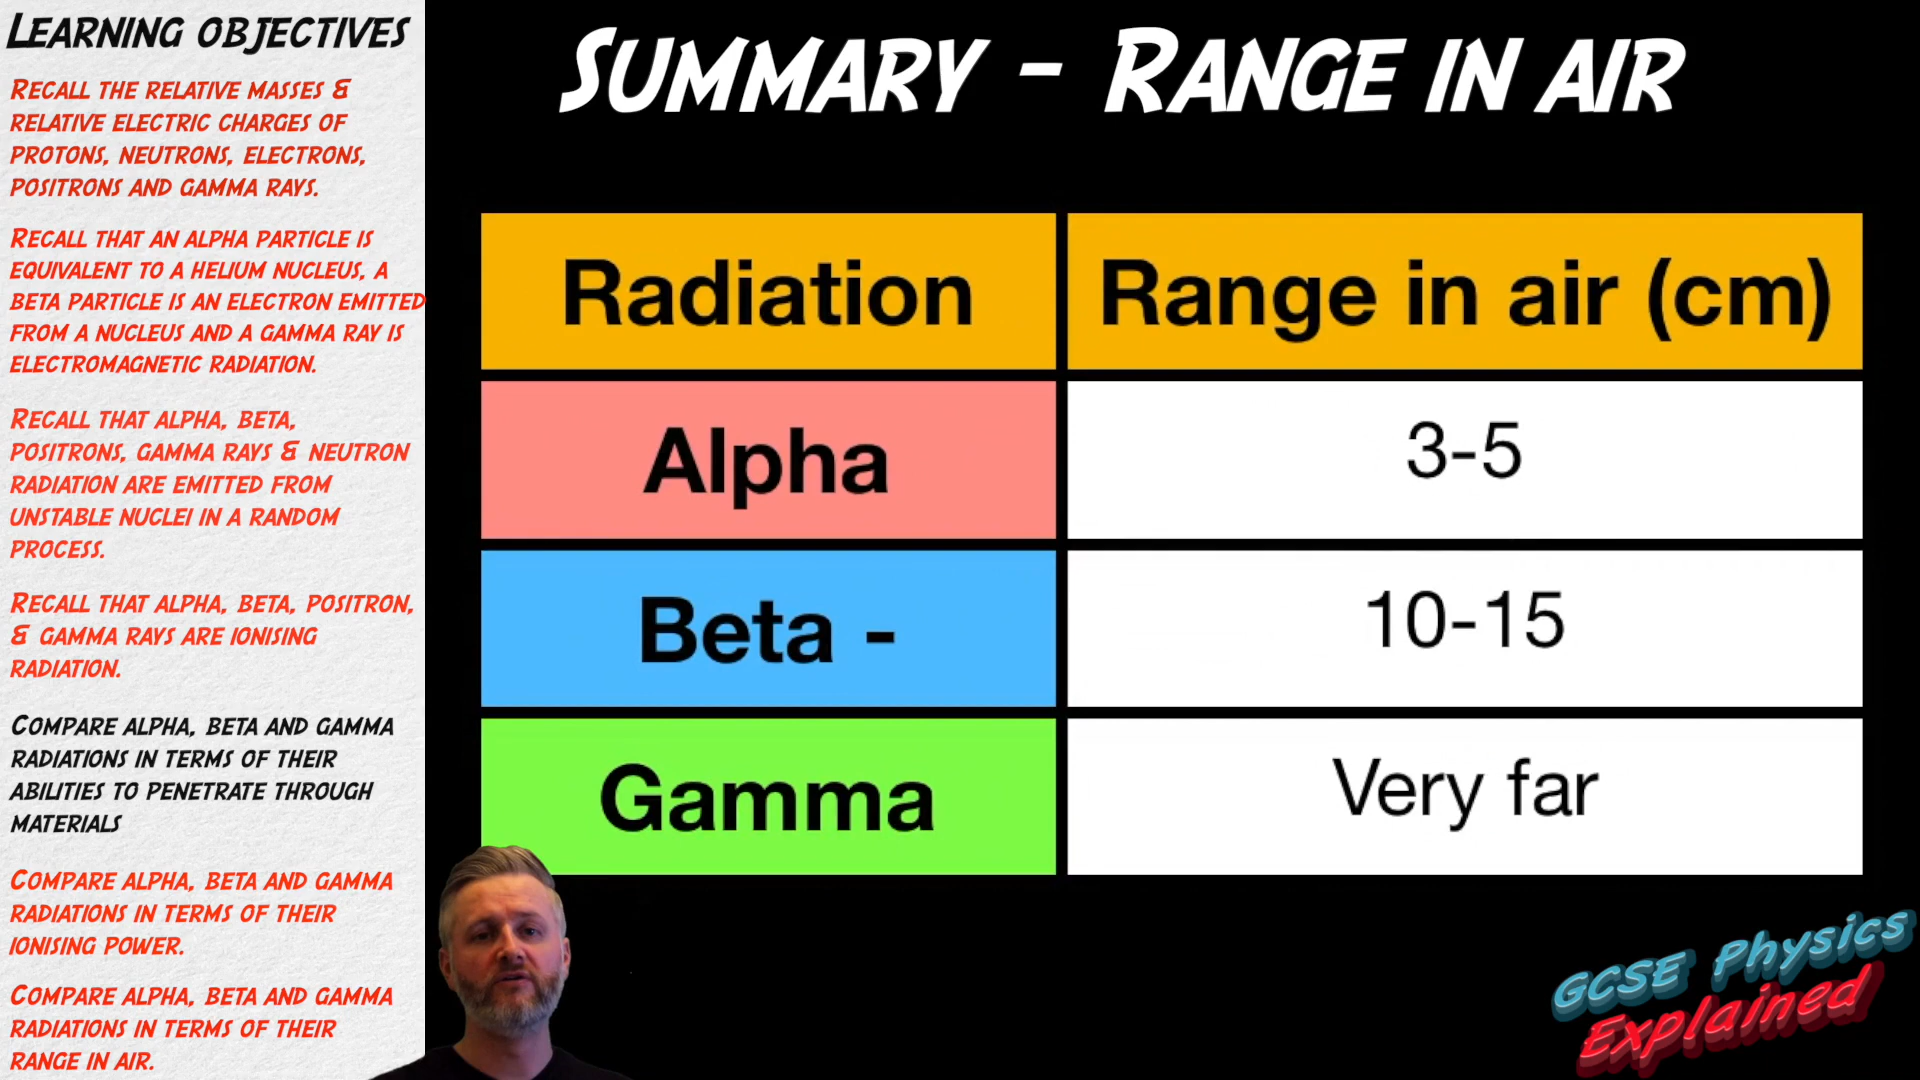 LEARNING OBJECTIVES
RECALL THE RELATIVE MASSES &
RELATIVE ELECTRIC CHARGES OF
PROTONS, NEUTRONS, ELECTRONS,
POSITRONS AND GAMMA RAYS.
RECALL THAT AN ALPHA PARTICLE IS
EQUIVALENT TO A HELIUM NUCLEUS, A
BETA PARTICLE IS AN ELECTRON EMITTED
FROM A NUCLEUS AND A GAMMA RAY IS
ELECTROMAGNETIC RADIATION.
RECALL THAT ALPHA, BETA,
POSITRONS, GAMMA RAYS & NEUTRON
RADIATION ARE EMITTED FROM
UNSTABLE NUCLEI IN A RANDOM
PROCESS.
RECALL THAT ALPHA, BETA, POSITRON,
& GAMMA RAYS ARE IONISING
RADIATION.
COMPARE ALPHA, BETA AND GAMMA
RADIATIONS IN TERMS OF THEIR
ABILITIES TO PENETRATE THROUGH
MATERIALS
COMPARE ALPHA, BETA AND GAMMA
RADIATIONS IN TERMS OF THEIR
IONISING POWER.
COMPARE ALPHA, BETA AND GAMMA
RADIATIONS IN TERMS OF THEIR
RANGE IN AIR.
SUMMARY - RANGE IN AIR
Radiation Range in air (cm)
Alpha 3-5
Beta - 10-15
Gamma Very far
GCSE Physics
Explained